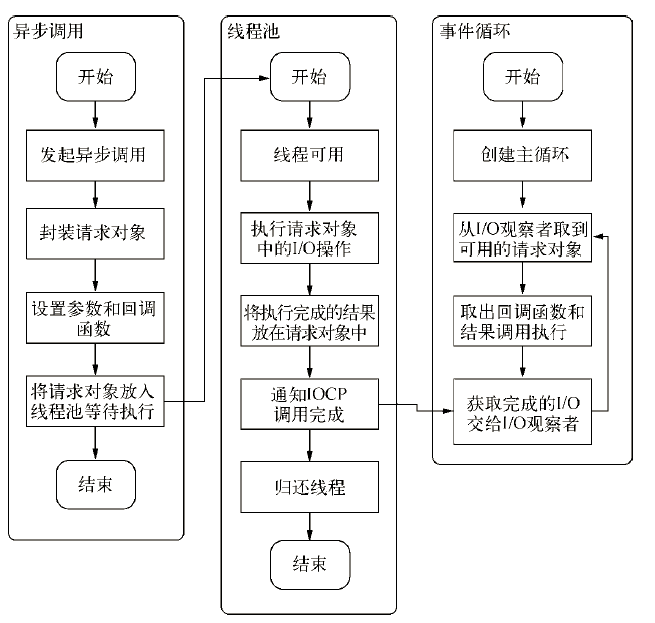 异步调用
开始
发起异步调用
封装请求对象
设置参数和回调
函数
将请求对象放入
线程池等待执行
结束
线程池
开始
线程可用
执行请求对象
中的I/O操作
将执行完成的结果
放在请求对象中
通知IOCP
调用完成
归还线程
结束
事件循环
开始
创建主循环
从I/O观察者取到
可用的请求对象
取出回调函数和
结果调用执行
获取完成的I/O
交给I/O观察者